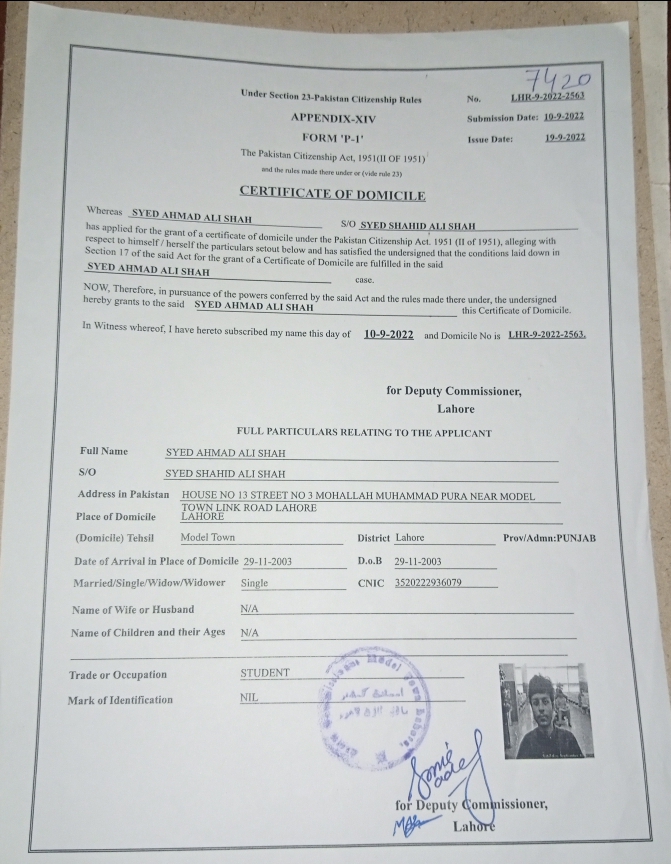 7420
Under Section 23-Pakistan Citizenship Rules
No. LHR-9-2022-2563
APPENDIX-XIV
Submission Date: 10-9-2022
FORM 'P-1'
Issue Date: 19-9-2022
The Pakistan Citizenship Act, 1951(II OF 1951)
and the rules made there under or (vide rule 23)
CERTIFICATE OF DOMICILE
Whereas SYED AHMAD ALI SHAH S/O SYED SHAHID ALI SHAH
has applied for the grant of a certificate of domicile under the Pakistan Citizenship Act. 1951 (II of 1951), alleging with
respect to himself / herself the particulars setout below and has satisfied the undersigned that the conditions laid down in
Section 17 of the said Act for the grant of a Certificate of Domicile are fulfilled in the said
SYED AHMAD ALI SHAH case.
NOW, Therefore, in pursuance of the powers conferred by the said Act and the rules made there under, the undersigned
hereby grants to the said SYED AHMAD ALI SHAH this Certificate of Domicile.
In Witness whereof, I have hereto subscribed my name this day of 10-9-2022 and Domicile No is LHR-9-2022-2563.
for Deputy Commissioner,
Lahore
FULL PARTICULARS RELATING TO THE APPLICANT
Full Name SYED AHMAD ALI SHAH
S/O SYED SHAHID ALI SHAH
Address in Pakistan HOUSE NO 13 STREET NO 3 MOHALLAH MUHAMMAD PURA NEAR MODEL
TOWN LINK ROAD LAHORE
Place of Domicile LAHORE
(Domicile) Tehsil Model Town District Lahore Prov/Admn:PUNJAB
Date of Arrival in Place of Domicile 29-11-2003 D.o.B 29-11-2003
Married/Single/Widow/Widower Single CNIC 3520222936079
Name of Wife or Husband N/A
Name of Children and their Ages N/A
Trade or Occupation STUDENT
Mark of Identification NIL
Model Town Lahore.
for Deputy Commissioner,
Lahore